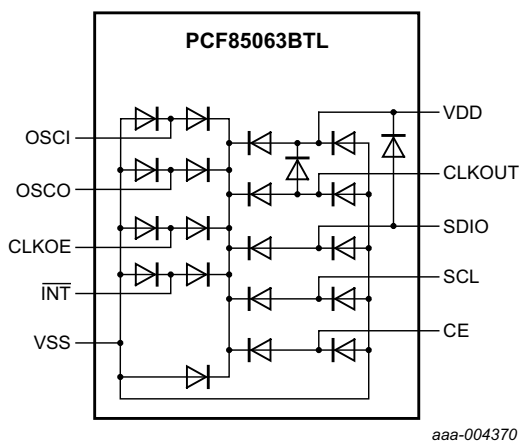 PCF85063BTL
OSCI
OSCO
CLKOE
INT
VSS
VDD
CLKOUT
SDIO
SCL
CE
aaa-004370